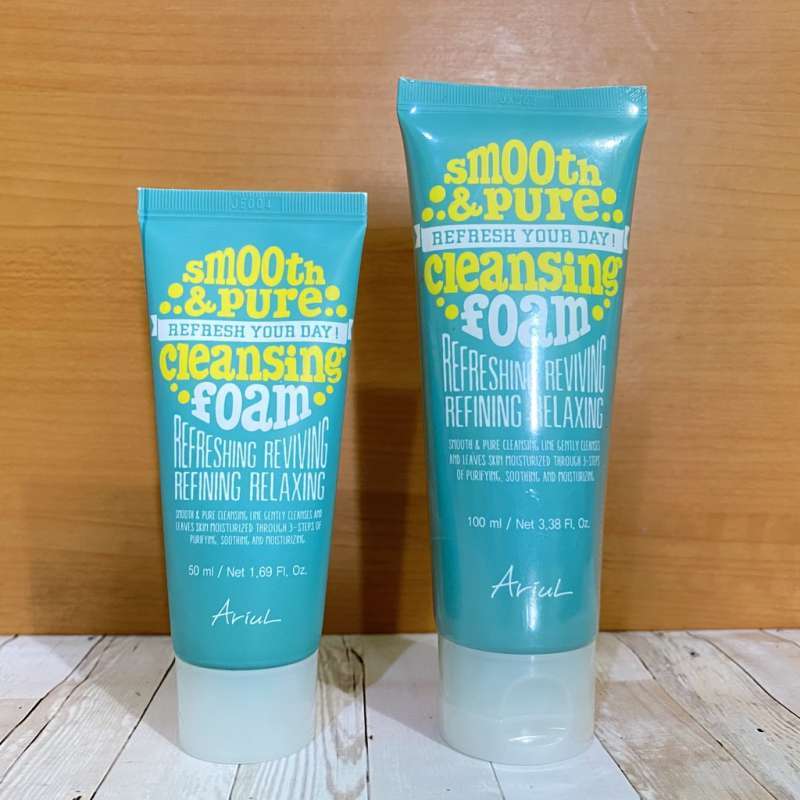 smooth
& pure
REFRESH YOUR DAY!
cleansing
foam
REFRESHING REVIVING
REFINING RELAXING
SMOOTH & PURE CLEANSING LINE GENTLY CLEANSES AND
LEAVES SKIN MOISTURIZED THROUGH 3-STEPS OF
PURIFYING, SOOTHING AND MOISTURIZING.
50 ml / Net 1,69 Fl, Oz.
Ariul
smooth
& pure
REFRESH YOUR DAY!
cleansing
foam
REFRESHING REVIVING
REFINING RELAXING
SMOOTH & PURE CLEANSING LINE GENTLY CLEANSES
AND LEAVES SKIN MOISTURIZED THROUGH 3-STEPS
OF PURIFYING, SOOTHING AND MOISTURIZING.
100 ml / Net 3,38 Fl, Oz.
Ariul